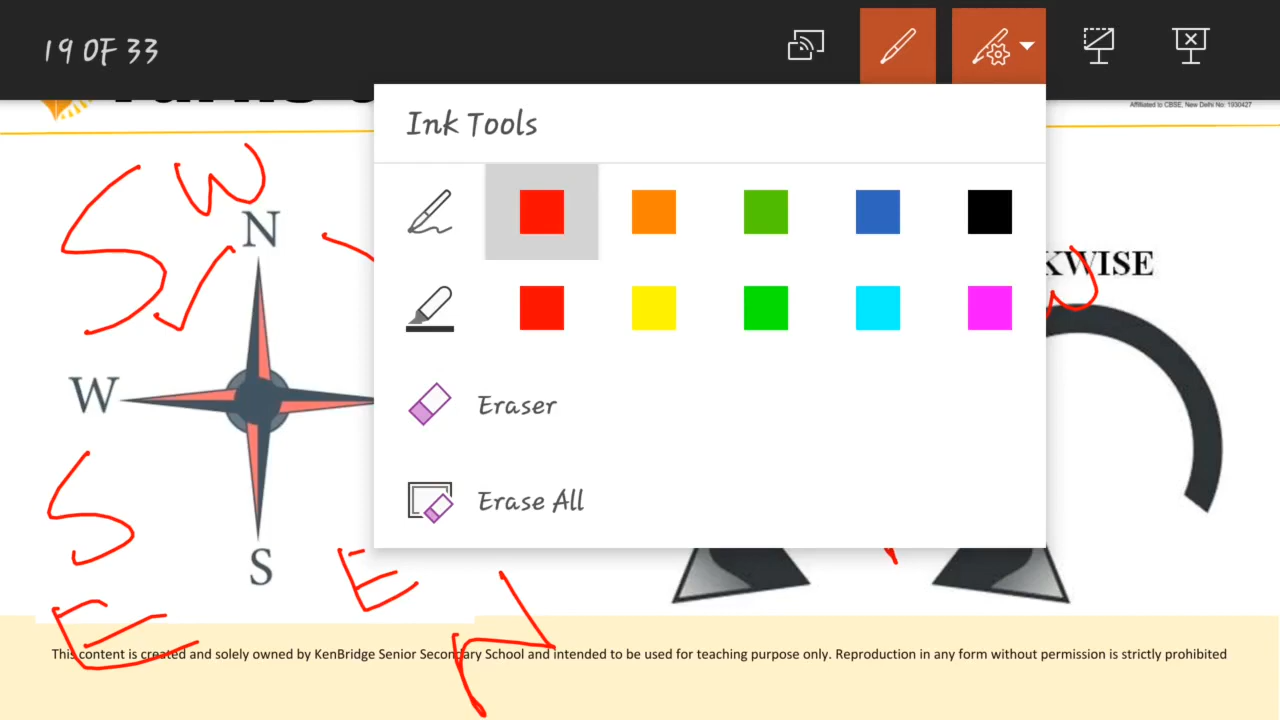 19 OF 33
Affiliated to CBSE, New Delhi No: 1930427
Ink Tools
S W
N
KWISE
W
W
Eraser
S
Erase All
S
E
E
N
This content is created and solely owned by KenBridge Senior Secondary School and intended to be used for teaching purpose only. Reproduction in any form without permission is strictly prohibited